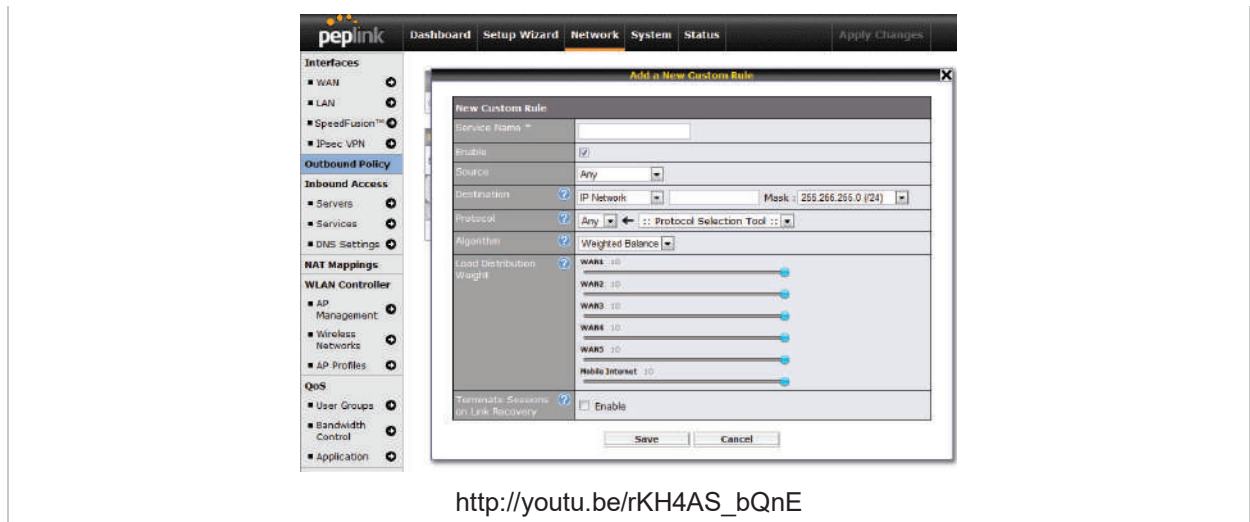 peplink
Dashboard Setup Wizard Network System Status Apply Changes
Interfaces
WAN
LAN
SpeedFusion™
IPsec VPN
Outbound Policy
Inbound Access
Servers
Services
DNS Settings
NAT Mappings
WLAN Controller
AP
Management
Wireless
Networks
AP Profiles
QoS
User Groups
Bandwidth
Control
Application
Add a New Custom Rule
New Custom Rule
Service Name *
Enable
Source Any
Destination IP Network Mask : 255.255.255.0 (/24)
Protocol Any :: Protocol Selection Tool ::
Algorithm Weighted Balance
Load Distribution
Weight
WAN1 10
WAN2 10
WAN3 10
WAN4 10
WAN5 10
Mobile Internet 10
Terminate Sessions
on Link Recovery
Enable
Save Cancel
http://youtu.be/rKH4AS_bQnE